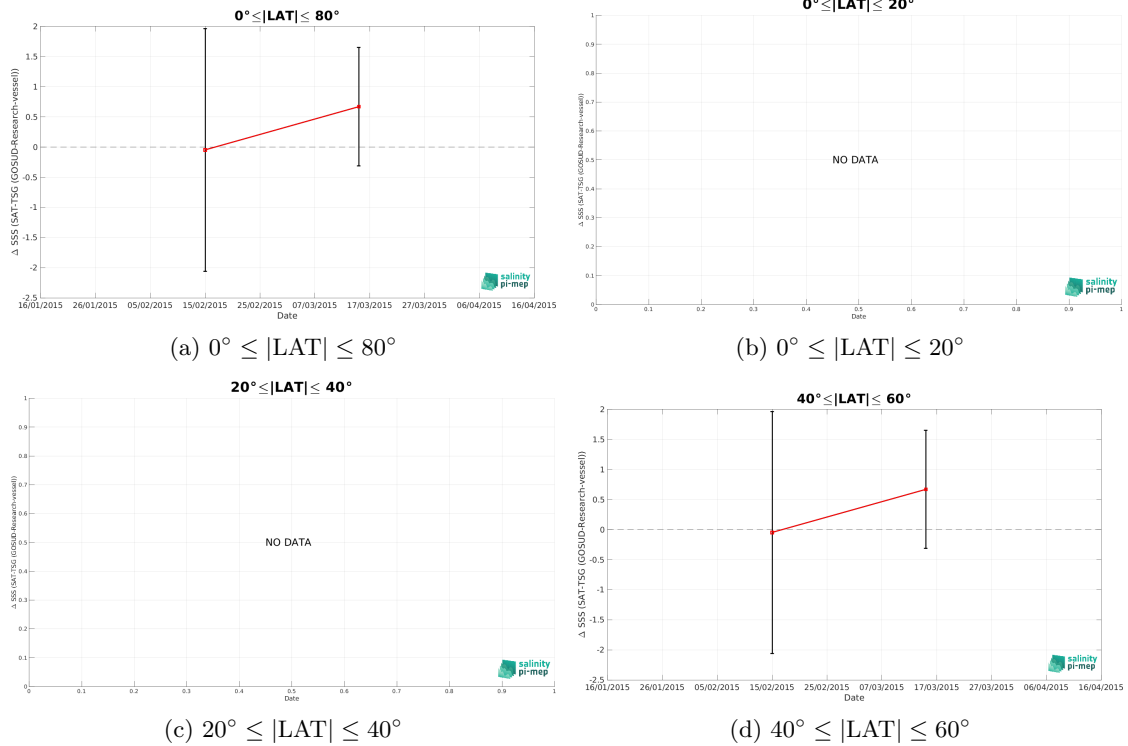 0°≤|LAT|≤ 80°
2
1.5
1
0.5
0
-0.5
-1
-1.5
-2
-2.5
Δ SSS (SAT-TSG (GOSUD-Research-vessel))
16/01/2015 26/01/2015 05/02/2015 15/02/2015 25/02/2015 07/03/2015 17/03/2015 27/03/2015 06/04/2015 16/04/2015
Date
salinity
pi-mep
(a) 0° ≤ |LAT| ≤ 80°
0°≤|LAT|≤ 20°
1
0.9
0.8
0.7
0.6
0.5
0.4
0.3
0.2
0.1
0
Δ SSS (SAT-TSG (GOSUD-Research-vessel))
NO DATA
0 0.1 0.2 0.3 0.4 0.5 0.6 0.7 0.8 0.9 1
Date
salinity
pi-mep
(b) 0° ≤ |LAT| ≤ 20°
20°≤|LAT|≤ 40°
1
0.9
0.8
0.7
0.6
0.5
0.4
0.3
0.2
0.1
0
Δ SSS (SAT-TSG (GOSUD-Research-vessel))
NO DATA
0 0.1 0.2 0.3 0.4 0.5 0.6 0.7 0.8 0.9 1
Date
salinity
pi-mep
(c) 20° ≤ |LAT| ≤ 40°
40°≤|LAT|≤ 60°
2
1.5
1
0.5
0
-0.5
-1
-1.5
-2
-2.5
Δ SSS (SAT-TSG (GOSUD-Research-vessel))
16/01/2015 26/01/2015 05/02/2015 15/02/2015 25/02/2015 07/03/2015 17/03/2015 27/03/2015 06/04/2015 16/04/2015
Date
salinity
pi-mep
(d) 40° ≤ |LAT| ≤ 60°